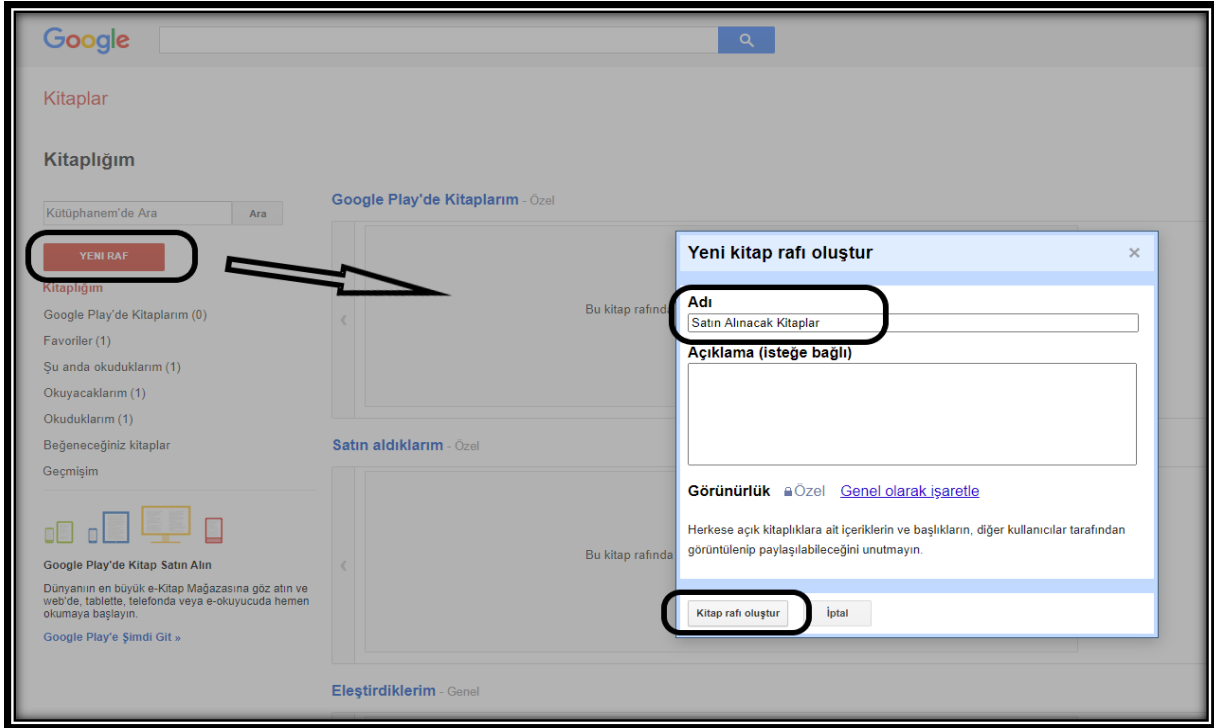 Google
Kitaplar
Kitaplığım
Kütüphanem'de Ara
Ara
YENİ RAF
Kitaplığım
Google Play'de Kitaplarım (0)
Favoriler (1)
Şu anda okuduklarım (1)
Okuyacaklarım (1)
Okuduklarım (1)
Beğeneceğiniz kitaplar
Geçmişim
Google Play'de Kitap Satın Alın
Dünyanın en büyük e-Kitap Mağazasına göz atın ve
web'de, tablette, telefonda veya e-okuyucuda hemen
okumaya başlayın.
Google Play'e Şimdi Git »
Google Play'de Kitaplarım - Özel
Bu kitap rafında
Satın aldıklarım - Özel
Bu kitap rafında
Eleştirdiklerim - Genel
Yeni kitap rafı oluştur
Adı
Satın Alınacak Kitaplar
Açıklama (isteğe bağlı)
Görünürlük Özel Genel olarak işaretle
Herkese açık kitaplıklara ait içeriklerin ve başlıkların, diğer kullanıcılar tarafından
görüntülenip paylaşılabileceğini unutmayın.
Kitap rafı oluştur
İptal